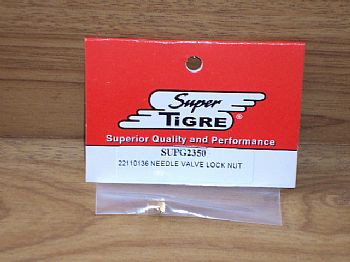 Super
TIGRE®
Superior Quality and Performance
SUPG2350
22110136 NEEDLE VALVE LOCK NUT